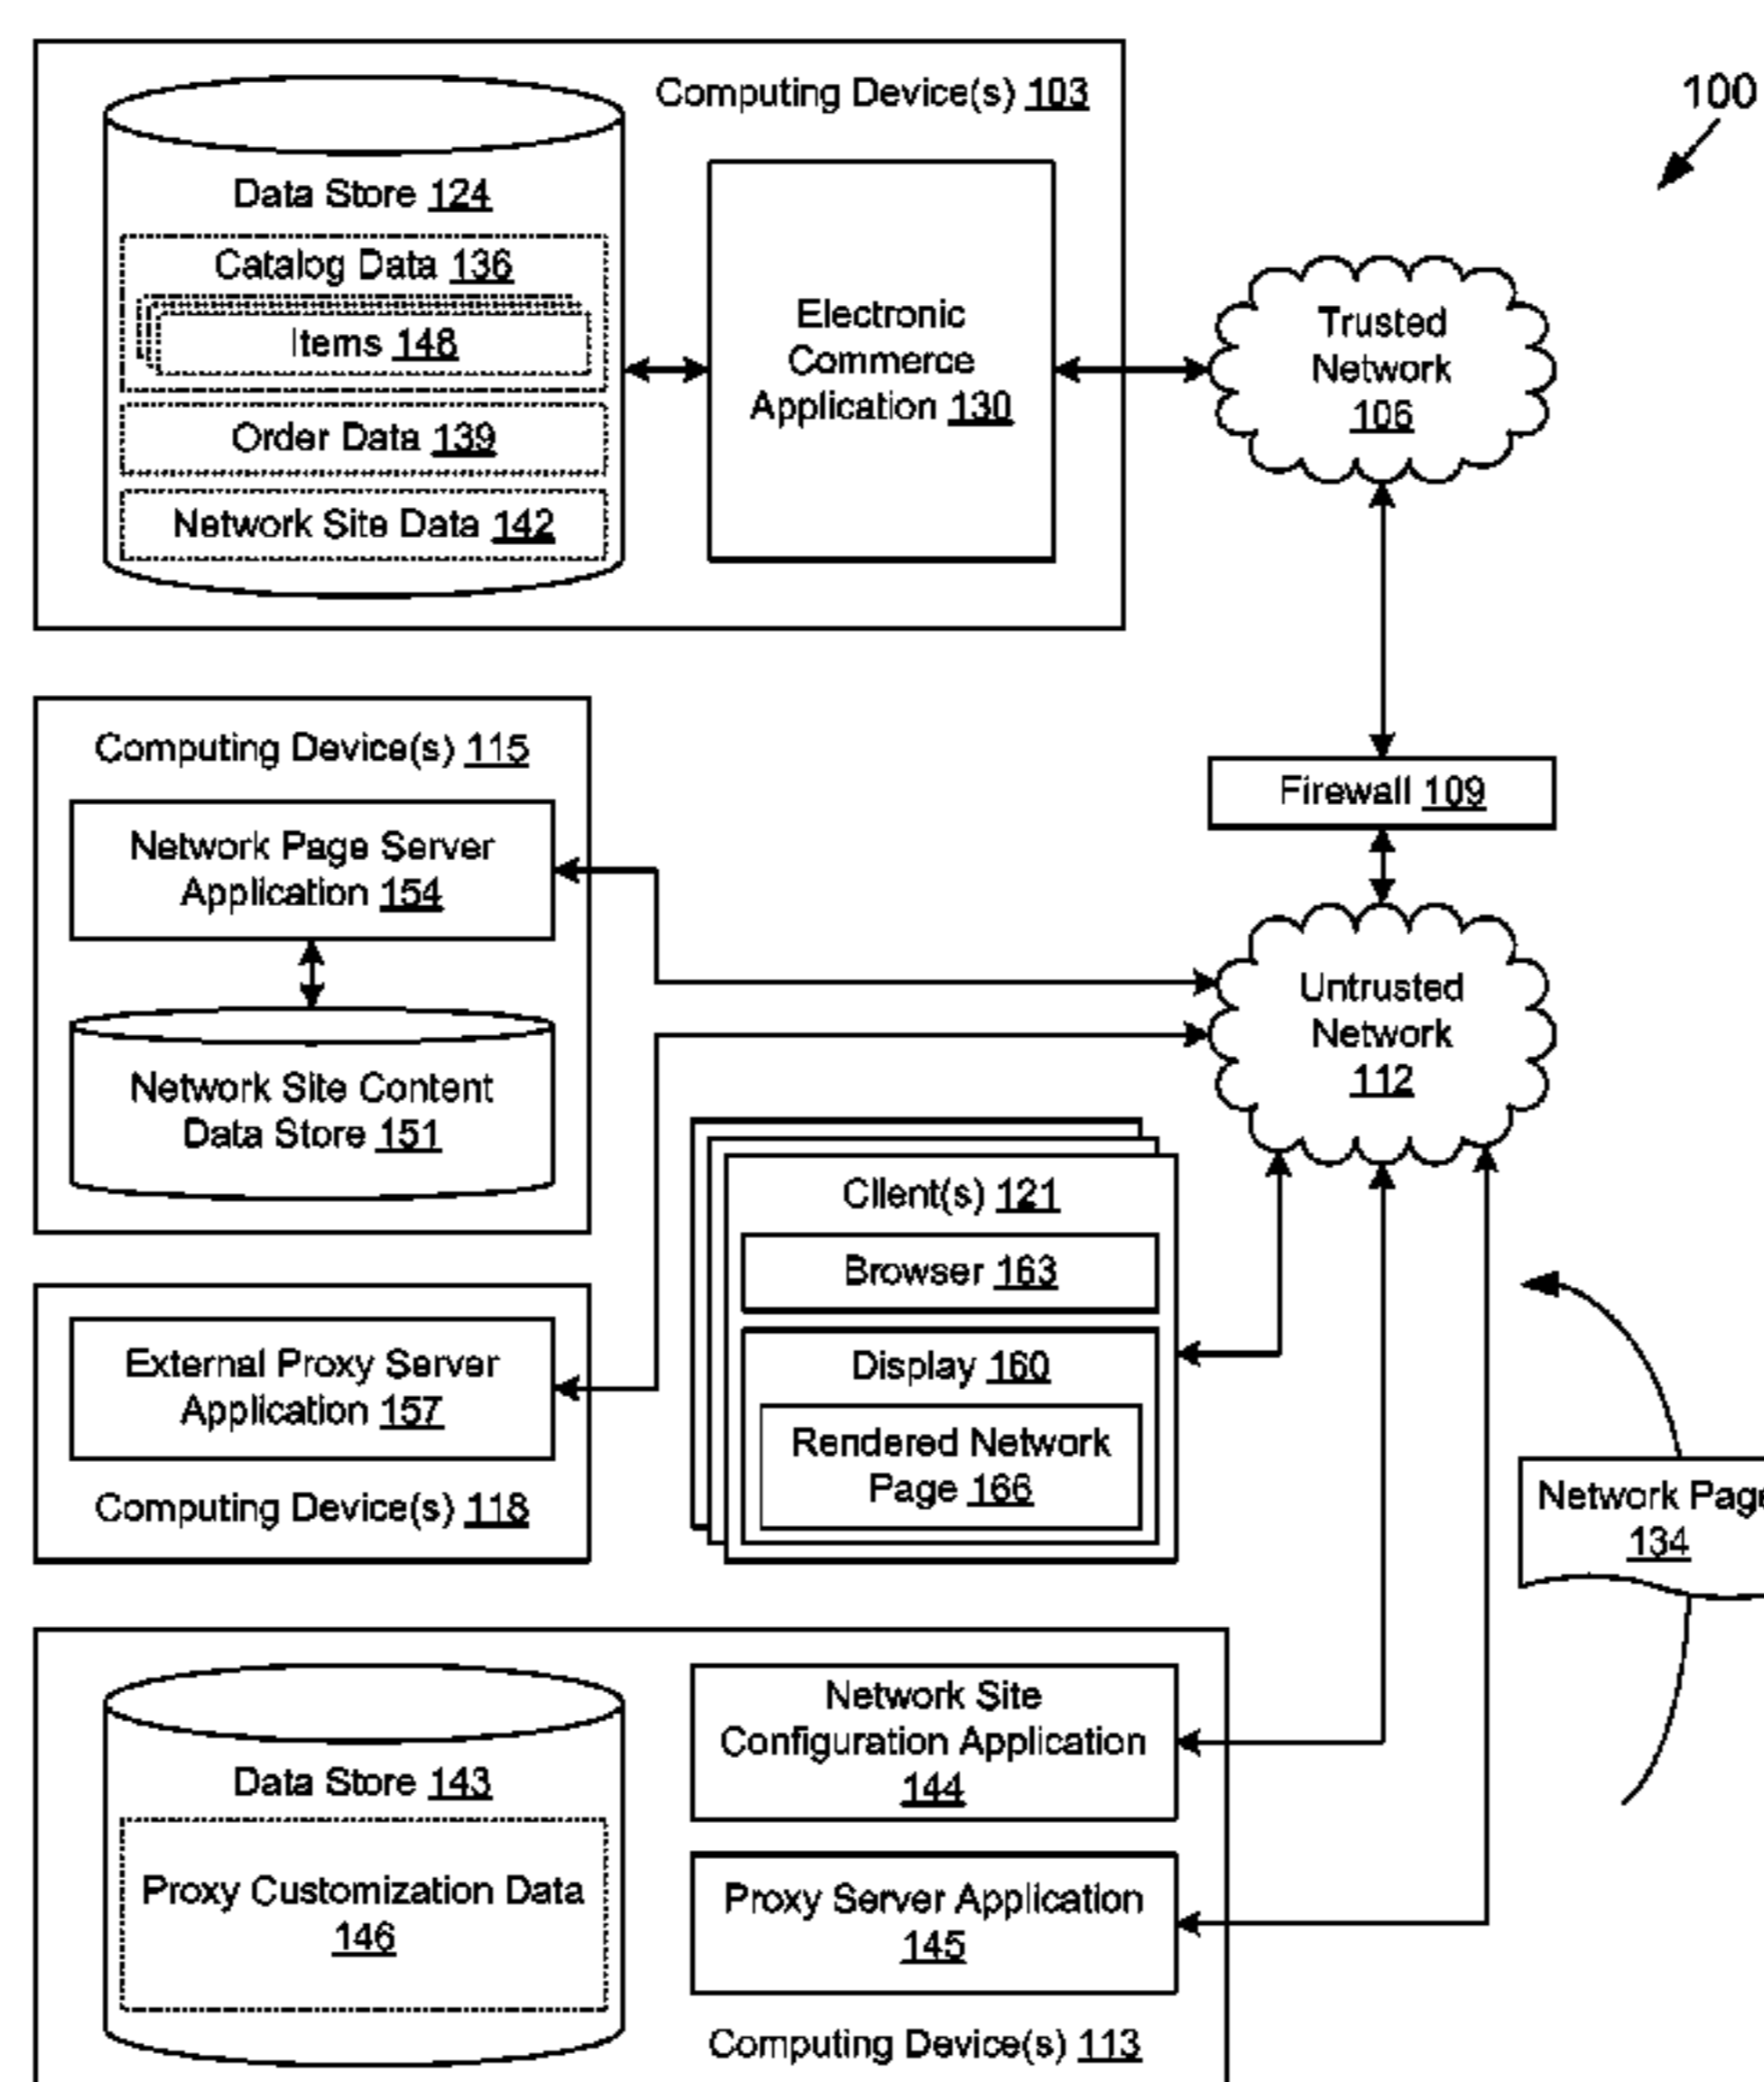 100
Computing Device(s) 103
Data Store 124
Catalog Data 136
Items 148
Order Data 139
Network Site Data 142
Electronic
Commerce
Application 130
Trusted
Network
106
Firewall 109
Untrusted
Network
112
Computing Device(s) 115
Network Page Server
Application 154
Network Site Content
Data Store 151
External Proxy Server
Application 157
Computing Device(s) 118
Client(s) 121
Browser 163
Display 160
Rendered Network
Page 166
Network Page
134
Data Store 143
Proxy Customization Data
146
Network Site
Configuration Application
144
Proxy Server Application
145
Computing Device(s) 113